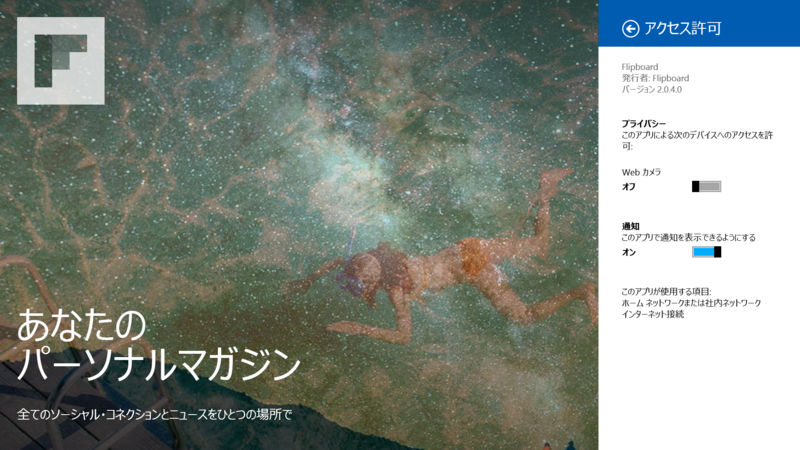 あなたの
パーソナルマガジン
全てのソーシャル・コネクションとニュースをひとつの場所で
アクセス許可
Flipboard
発行者: Flipboard
バージョン 2.0.4.0
プライバシー
このアプリによる次のデバイスへのアクセスを許
可:
Web カメラ
オフ
通知
このアプリで通知を表示できるようにする
オン
このアプリが使用する項目:
ホーム ネットワークまたは社内ネットワーク
インターネット接続